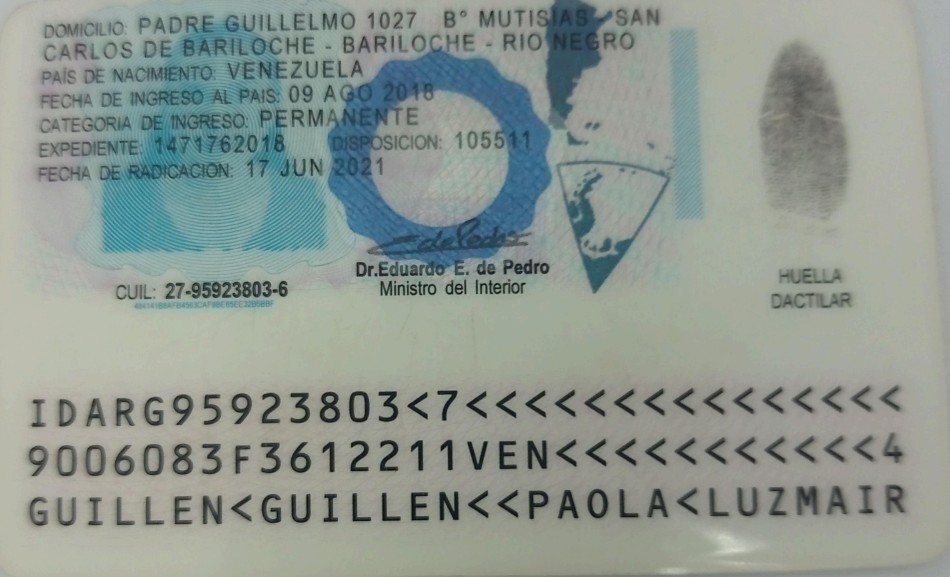 DOMICILIO: PADRE GUILLELMO 1027 B° MUTISIAS - SAN
CARLOS DE BARILOCHE - BARILOCHE - RIO NEGRO
PAÍS DE NACIMIENTO: VENEZUELA
FECHA DE INGRESO AL PAIS: 09 AGO 2018
CATEGORIA DE INGRESO: PERMANENTE
EXPEDIENTE: 1471762018 DISPOSICION: 105511
FECHA DE RADICACION: 17 JUN 2021
Dr.Eduardo E. de Pedro
Ministro del Interior
CUIL: 27-95923803-6
HUELLA
DACTILAR
IDARG95923803<7<<<<<<<<<<<<<<<
9006083F3612211VEN<<<<<<<<<<<4
GUILLEN<GUILLEN<<PAOLA<LUZMAIR